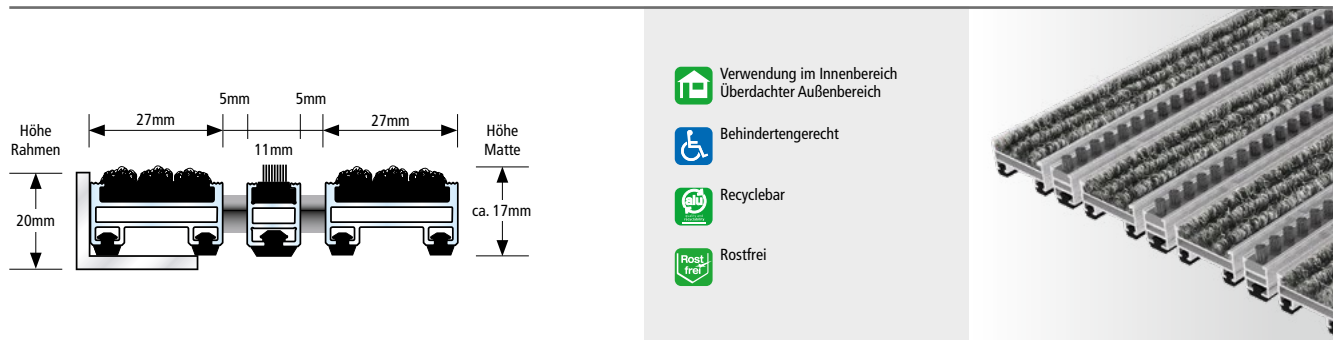 5mm
5mm
27mm
27mm
11mm
Höhe
Rahmen
Höhe
Matte
20mm
ca. 17mm
Verwendung im Innenbereich
Überdachter Außenbereich
Behindertengerecht
alu
Recyclebar
Rost
frei
Rostfrei